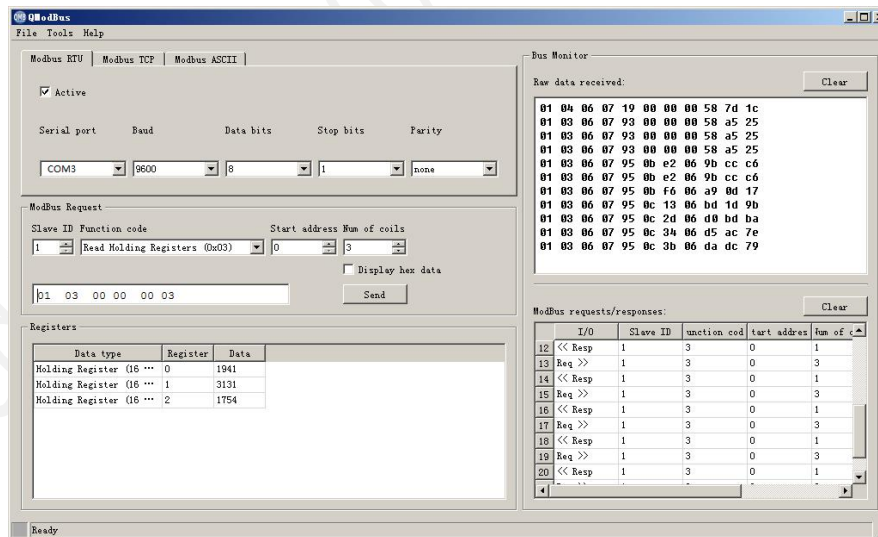 QModBus
File Tools Help
Modbus RTU Modbus TCP Modbus ASCII
Active
Serial port Baud Data bits Stop bits Parity
COM3 9600 8 1 none
ModBus Request
Slave ID Function code Start address Num of coils
1 Read Holding Registers (0x03) 0 3
Display hex data
01 03 00 00 00 03 Send
Registers
Data type Register Data
Holding Register (16 ··· 0 1941
Holding Register (16 ··· 1 3131
Holding Register (16 ··· 2 1754
Bus Monitor
Raw data received: Clear
01 04 06 07 19 00 00 00 58 7d 1c
01 03 06 07 93 00 00 00 58 a5 25
01 03 06 07 93 00 00 00 58 a5 25
01 03 06 07 93 00 00 00 58 a5 25
01 03 06 07 95 0b e2 06 9b cc c6
01 03 06 07 95 0b e2 06 9b cc c6
01 03 06 07 95 0b f6 06 a9 0d 17
01 03 06 07 95 0c 13 06 bd 1d 9b
01 03 06 07 95 0c 2d 06 d0 bd ba
01 03 06 07 95 0c 34 06 d5 ac 7e
01 03 06 07 95 0c 3b 06 da dc 79
ModBus requests/responses: Clear
I/O Slave ID unction cod tart addres
12 << Resp 1 3 0 1
13 Req >> 1 3 0 3
14 << Resp 1 3 0 1
15 Req >> 1 3 0 3
16 << Resp 1 3 0 1
17 Req >> 1 3 0 3
18 << Resp 1 3 0 1
19 Req >> 1 3 0 3
20 << Resp 1 3 0 1
Ready